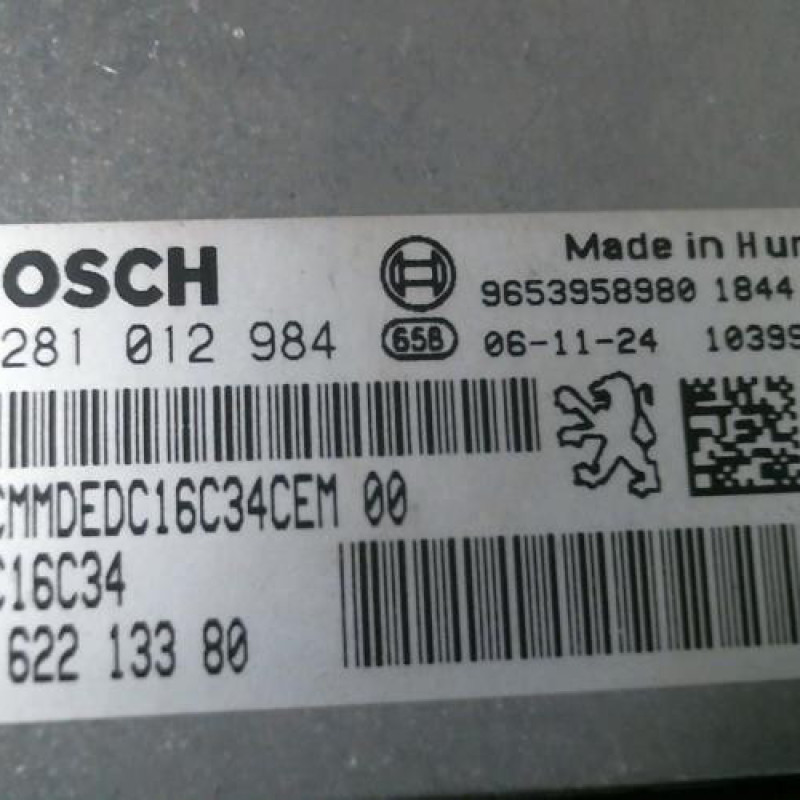 OSCH
Made in Hun
9653958980 1844
281 012 984
658 06-11-24 10399
CMMDEDC16C34CEM 00
C16C34
622 133 80